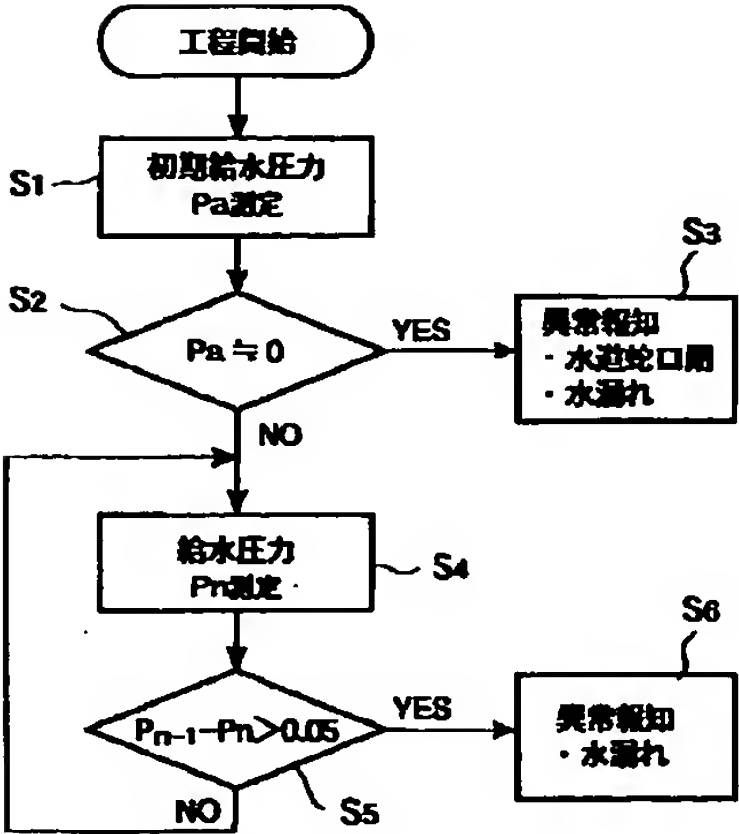 工程開始
S1
初期給水圧力
Pa測定
S2
Pa≒0
YES
S3
異常報知
・水道蛇口閉
・水漏れ
NO
給水圧力
Pn測定
S4
Pn-1-Pn>0.05
YES
S6
異常報知
・水漏れ
NO
S5